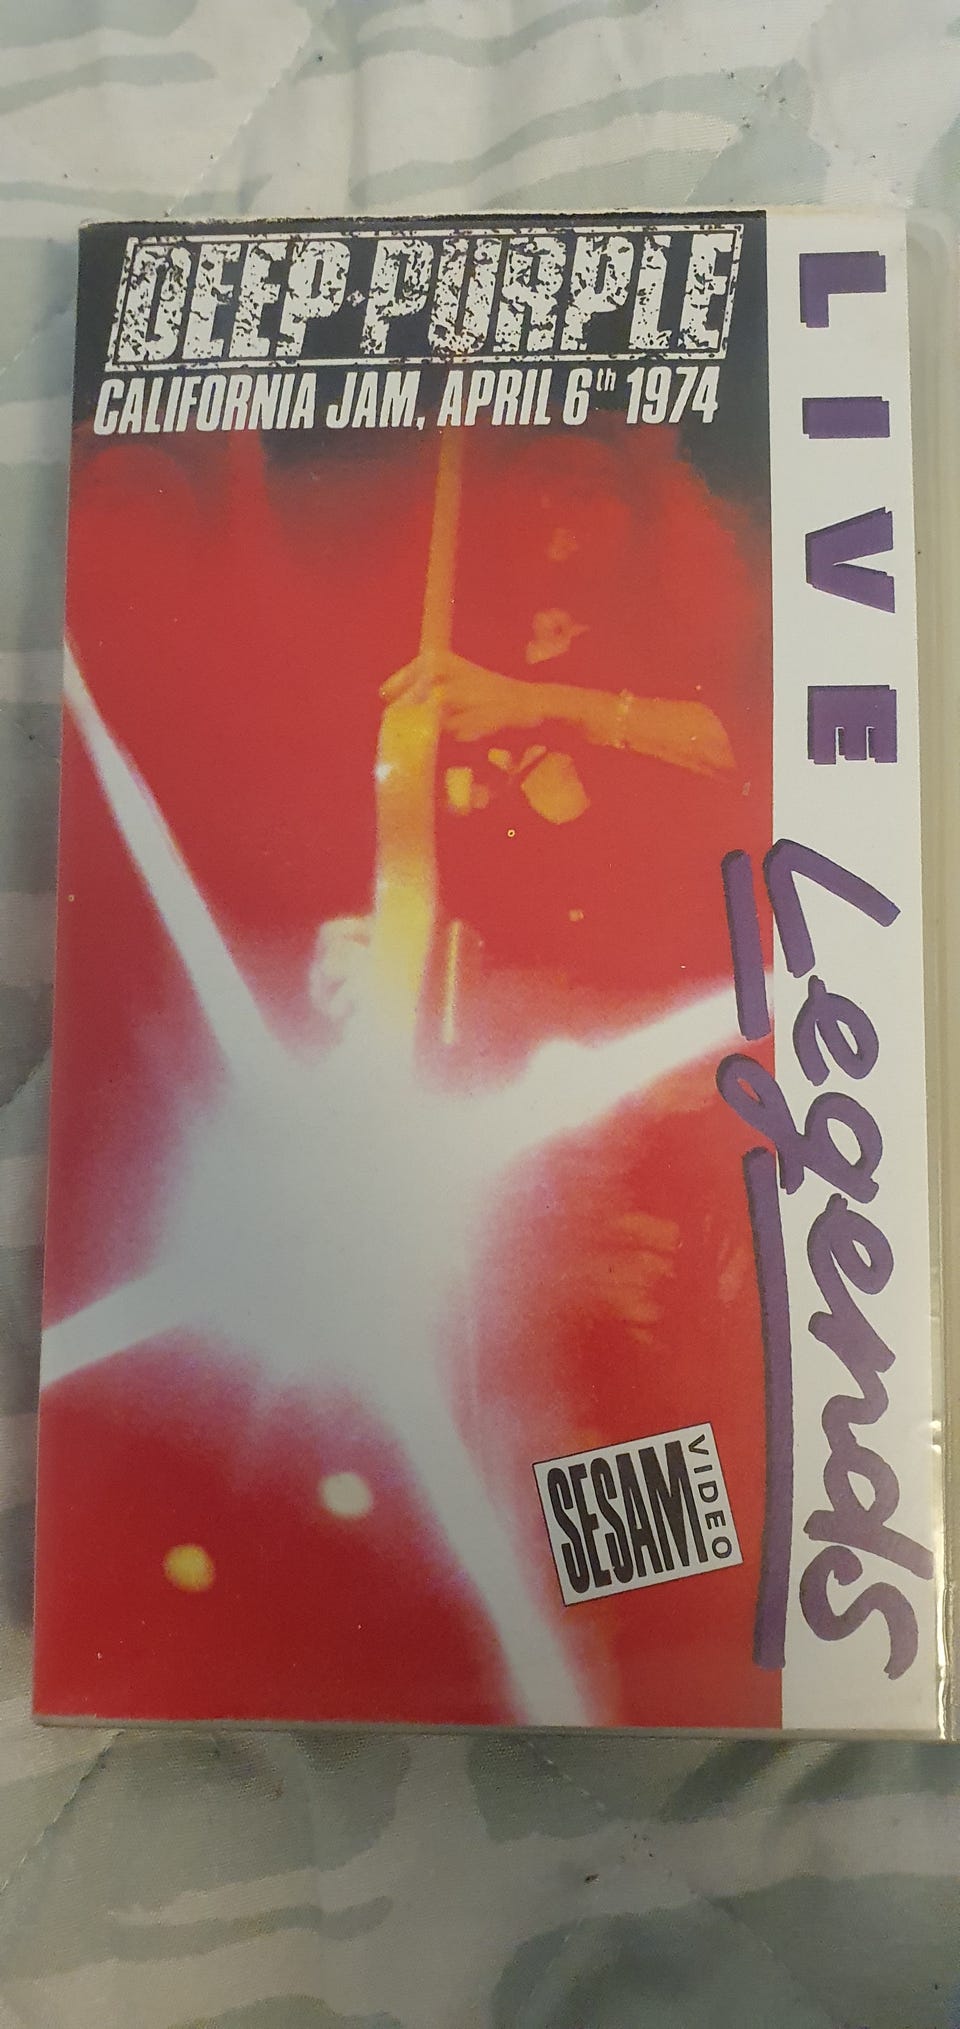 DEEP PURPLE
CALIFORNIA JAM, APRIL 6th 1974
LIVE Legends
SESAM
VIDEO